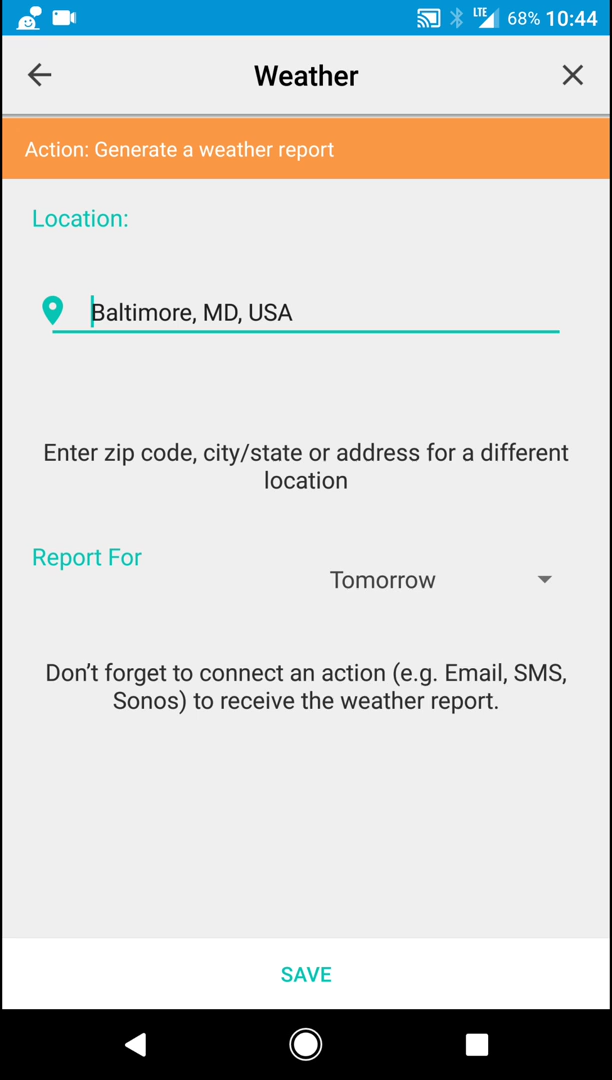 LTE 68% 10:44
Weather
Action: Generate a weather report
Location:
Baltimore, MD, USA
Enter zip code, city/state or address for a different
location
Report For
Tomorrow
Don’t forget to connect an action (e.g. Email, SMS,
Sonos) to receive the weather report.
SAVE